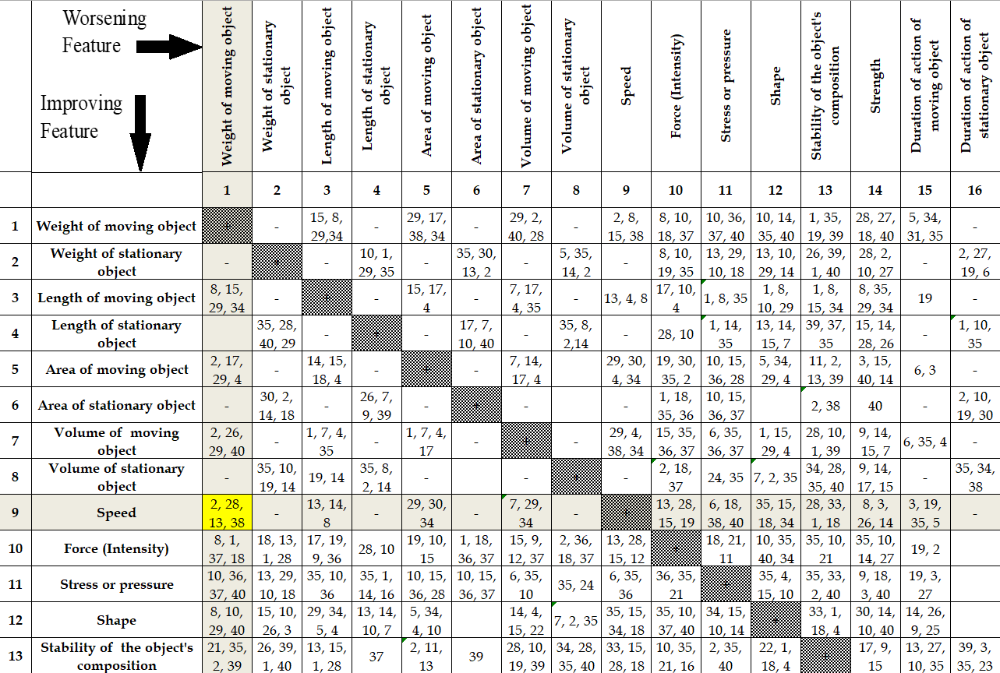 Worsening
Feature
Improving
Feature
Weight of moving object
Weight of stationary
object
Length of moving object
Length of stationary
object
Area of moving object
Area of stationary object
Volume of moving object
Volume of stationary
object
Speed
Force (Intensity)
Stress or pressure
Shape
Stability of the object's
composition
Strength
Duration of action of
moving object
Duration of action of
stationary object
1 2 3 4 5 6 7 8 9 10 11 12 13 14 15 16
1 Weight of moving object + - 15, 8, 29,34 - 29, 17, 38, 34 - 29, 2, 40, 28 - 2, 8, 15, 38 8, 10, 18, 37 10, 36, 37, 40 10, 14, 35, 40 1, 35, 19, 39 28, 27, 18, 40 5, 34, 31, 35 -
2 Weight of stationary object - + - 10, 1, 29, 35 - 35, 30, 13, 2 - 5, 35, 14, 2 - 8, 10, 19, 35 13, 29, 10, 18 13, 10, 29, 14 26, 39, 1, 40 28, 2, 10, 27 - 2, 27, 19, 6
3 Length of moving object 8, 15, 29, 34 - + - 15, 17, 4 - 7, 17, 4, 35 - 13, 4, 8 17, 10, 4 1, 8, 35 1, 8, 10, 29 1, 8, 15, 34 8, 35, 29, 34 19 -
4 Length of stationary object 35, 28, 40, 29 - + - 17, 7, 10, 40 - 35, 8, 2,14 - 28, 10 1, 14, 35 13, 14, 15, 7 39, 37, 35 15, 14, 28, 26 - 1, 10, 35
5 Area of moving object 2, 17, 29, 4 - 14, 15, 18, 4 - + - 7, 14, 17, 4 29, 30, 4, 34 19, 30, 35, 2 10, 15, 36, 28 5, 34, 29, 4 11, 2, 13, 39 3, 15, 40, 14 6, 3 -
6 Area of stationary object - 30, 2, 14, 18 - 26, 7, 9, 39 - + - - 1, 18, 35, 36 10, 15, 36, 37 2, 38 40 - 2, 10, 19, 30
7 Volume of moving object 2, 26, 29, 40 - 1, 7, 4, 35 - 1, 7, 4, 17 - + - 29, 4, 38, 34 15, 35, 36, 37 6, 35, 36, 37 1, 15, 29, 4 28, 10, 1, 39 9, 14, 15, 7 6, 35, 4 -
8 Volume of stationary object - 35, 10, 19, 14 19, 14 35, 8, 2, 14 - - - + - 2, 18, 37 24, 35 7, 2, 35 34, 28, 35, 40 9, 14, 17, 15 - 35, 34, 38
9 Speed 2, 28, 13, 38 - 13, 14, 8 - 29, 30, 34 - 7, 29, 34 - + 13, 28, 15, 19 6, 18, 38, 40 35, 15, 18, 34 28, 33, 1, 18 8, 3, 26, 14 3, 19, 35, 5 -
10 Force (Intensity) 8, 1, 37, 18 18, 13, 1, 28 17, 19, 9, 36 28, 10 19, 10, 15 1, 18, 36, 37 15, 9, 12, 37 2, 36, 18, 37 13, 28, 15, 12 + 18, 21, 11 10, 35, 40, 34 35, 10, 21 35, 10, 14, 27 19, 2
11 Stress or pressure 10, 36, 37, 40 13, 29, 10, 18 35, 10, 36 35, 1, 14, 16 10, 15, 36, 28 10, 15, 36, 37 6, 35, 10 35, 24 6, 35, 36 36, 35, 21 + 35, 4, 15, 10 35, 33, 2, 40 9, 18, 3, 40 19, 3, 27
12 Shape 8, 10, 29, 40 15, 10, 26, 3 29, 34, 5, 4 13, 14, 10, 7 5, 34, 4, 10 14, 4, 15, 22 7, 2, 35 35, 15, 34, 18 35, 10, 37, 40 34, 15, 10, 14 + 33, 1, 18, 4 30, 14, 10, 40 14, 26, 9, 25
13 Stability of the object's composition 21, 35, 2, 39 26, 39, 1, 40 13, 15, 1, 28 37 2, 11, 13 39 28, 10, 19, 39 34, 28, 35, 40 33, 15, 28, 18 10, 35, 21, 16 2, 35, 40 22, 1, 18, 4 + 17, 9, 15 13, 27, 10, 35 39, 3, 35, 23